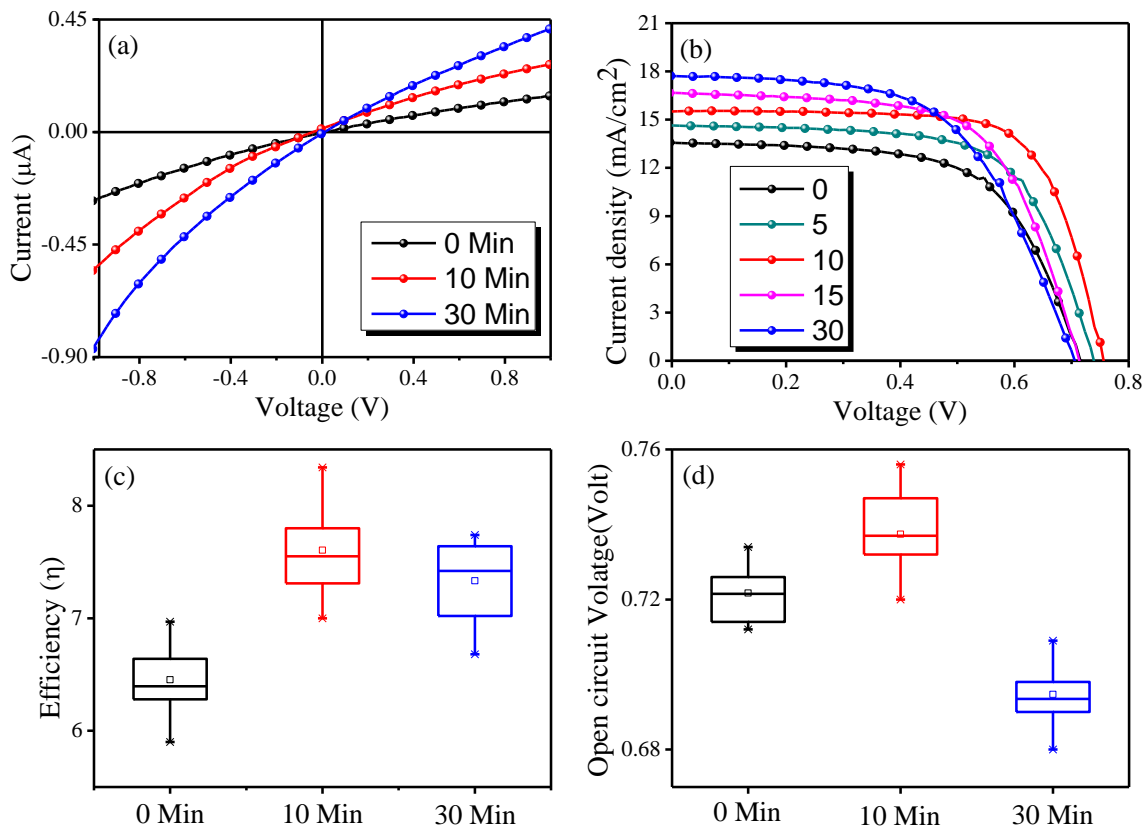 (a)
0.45
0.00
-0.45
-0.90
Current (μA)
-0.8
-0.4
0.0
0.4
0.8
Voltage (V)
0 Min
10 Min
30 Min
(b)
21
18
15
12
9
6
3
0
Current density (mA/cm²)
0.0
0.2
0.4
0.6
0.8
Voltage (V)
0
5
10
15
30
(c)
8
7
6
Efficiency (η)
0 Min
10 Min
30 Min
(d)
0.76
0.72
0.68
Open circuit Volatge(Volt)
0 Min
10 Min
30 Min